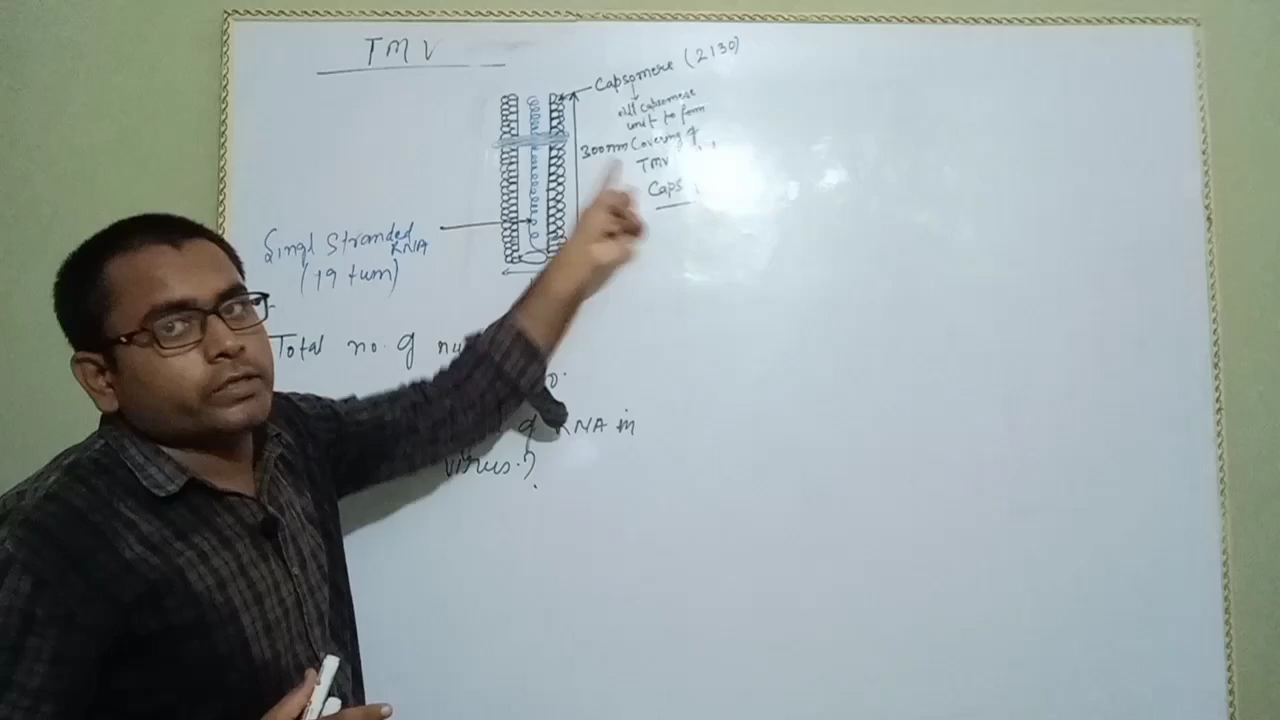 TMV
Capsomere (2130)
all capsomere
unit to form
300nm Covering of
TMV
Caps
Singl Stranded
RNA
(19 turn)
Total no. of nu
of RNA in
virus.?